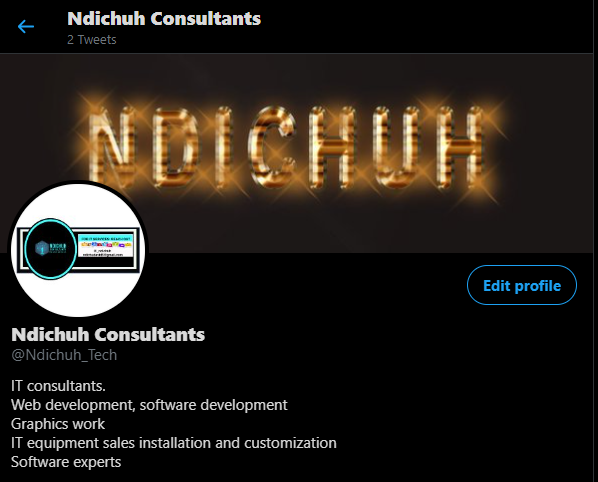 Ndichuh Consultants
2 Tweets
NDICHUH
NDICHUH
Edit profile
Ndichuh Consultants
@Ndichuh_Tech
IT consultants.
Web development, software development
Graphics work
IT equipment sales installation and customization
Software experts